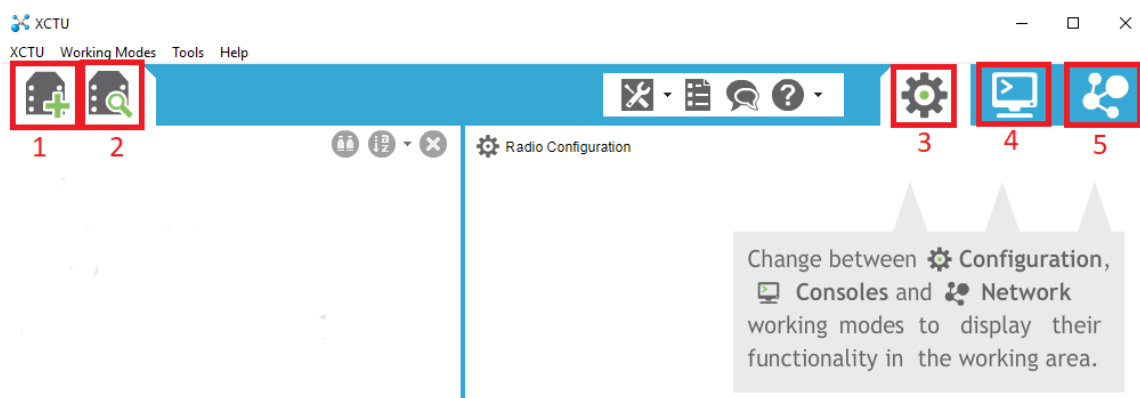 XCTU
XCTU Working Modes Tools Help
1 2 3 4 5
Radio Configuration
Change between Configuration,
Consoles and Network
working modes to display their
functionality in the working area.